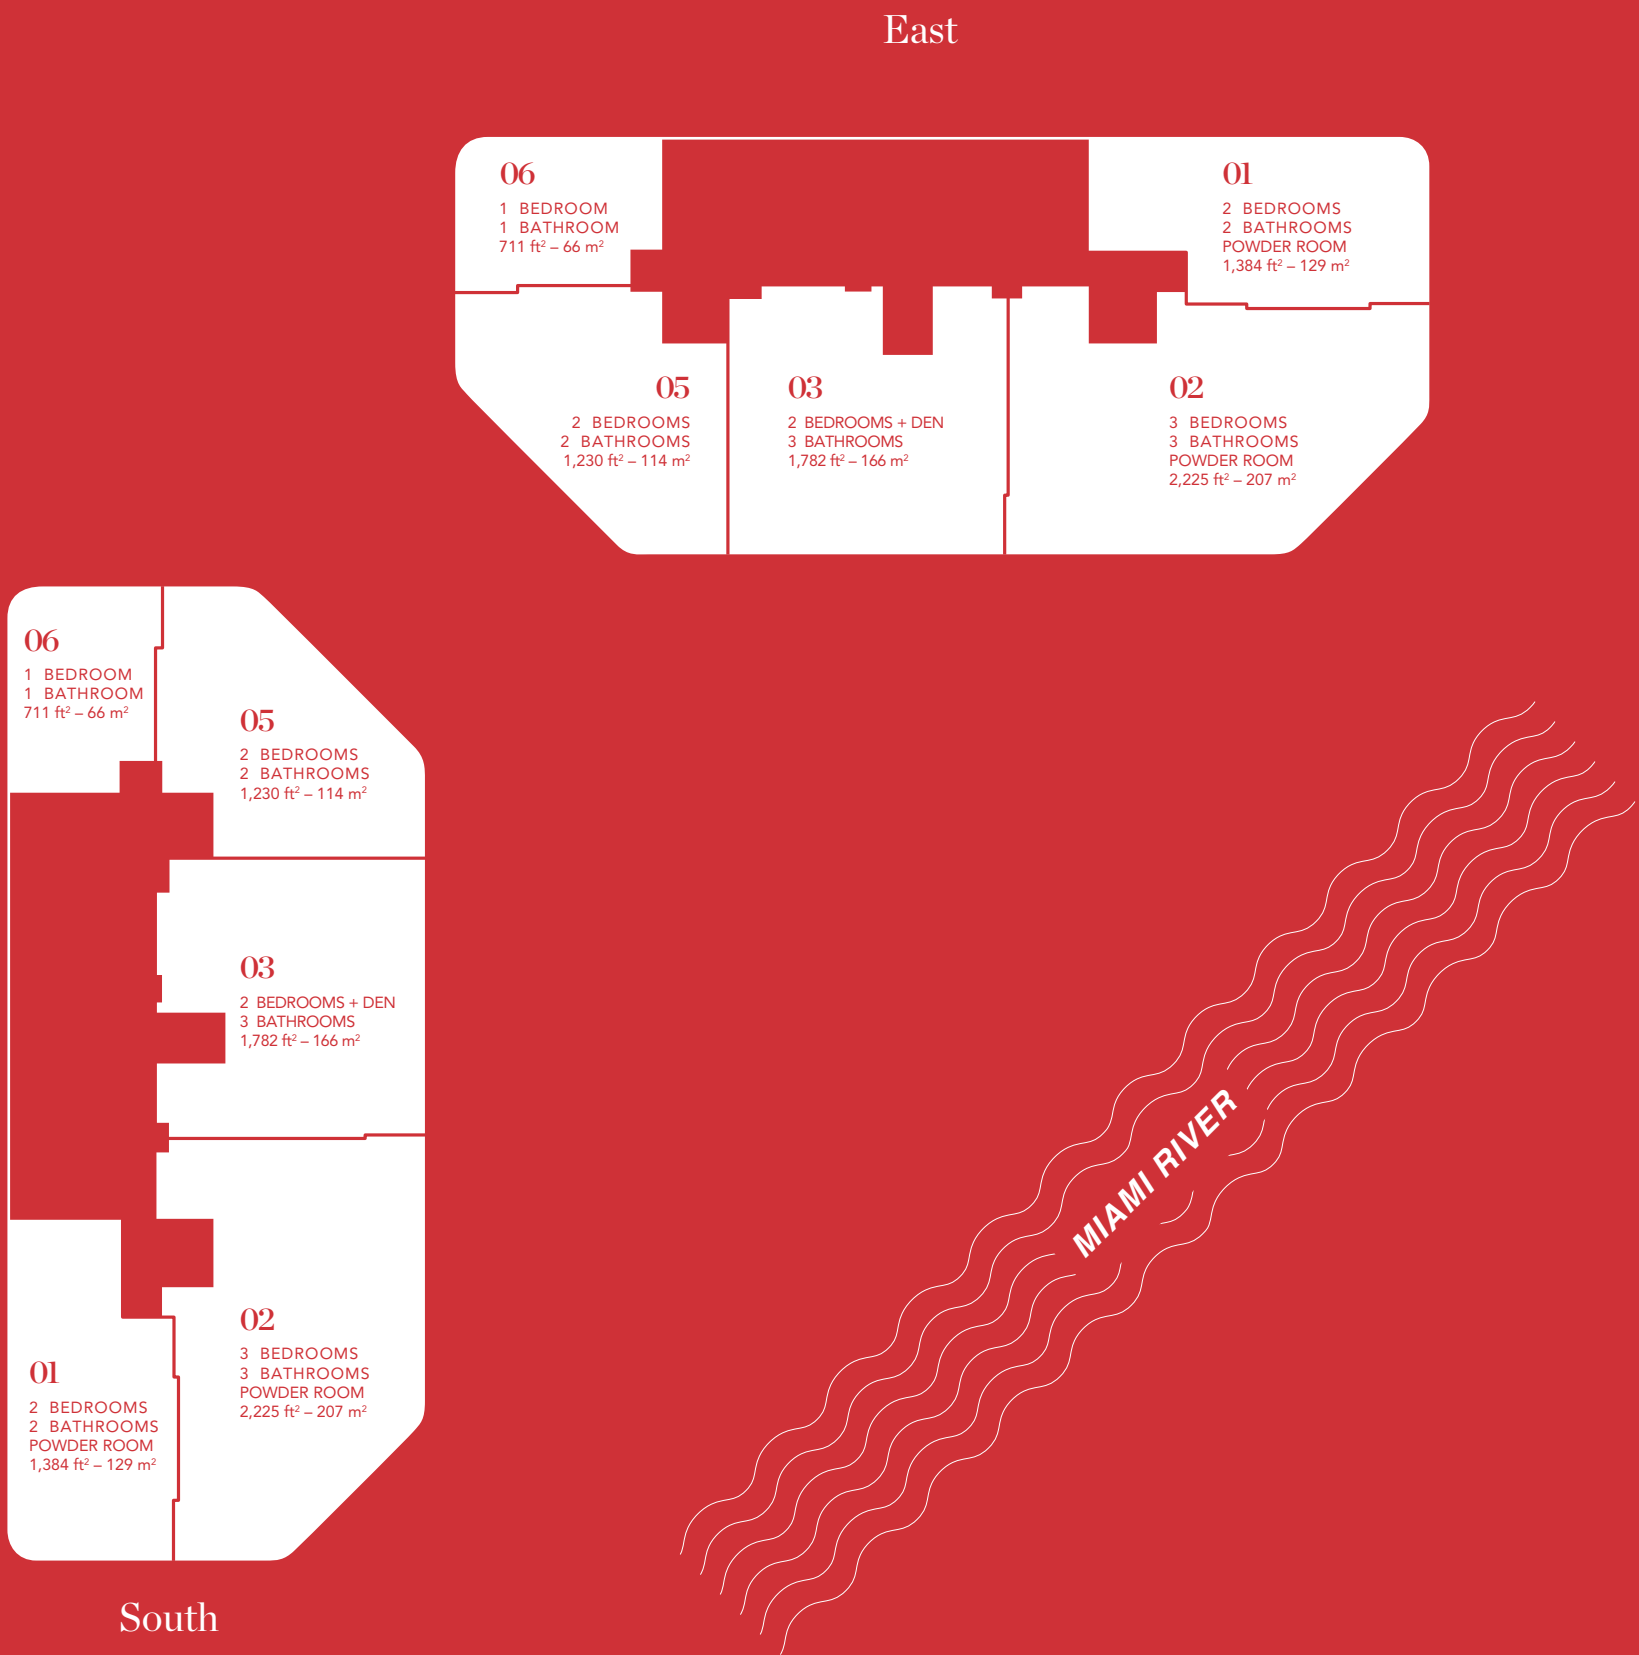 East
06
1 BEDROOM
1 BATHROOM
711 ft² – 66 m²
01
2 BEDROOMS
2 BATHROOMS
POWDER ROOM
1,384 ft² – 129 m²
05
2 BEDROOMS
2 BATHROOMS
1,230 ft² – 114 m²
03
2 BEDROOMS + DEN
3 BATHROOMS
1,782 ft² – 166 m²
02
3 BEDROOMS
3 BATHROOMS
POWDER ROOM
2,225 ft² – 207 m²
06
1 BEDROOM
1 BATHROOM
711 ft² – 66 m²
05
2 BEDROOMS
2 BATHROOMS
1,230 ft² – 114 m²
03
2 BEDROOMS + DEN
3 BATHROOMS
1,782 ft² – 166 m²
02
3 BEDROOMS
3 BATHROOMS
POWDER ROOM
2,225 ft² – 207 m²
01
2 BEDROOMS
2 BATHROOMS
POWDER ROOM
1,384 ft² – 129 m²
South
MIAMI RIVER